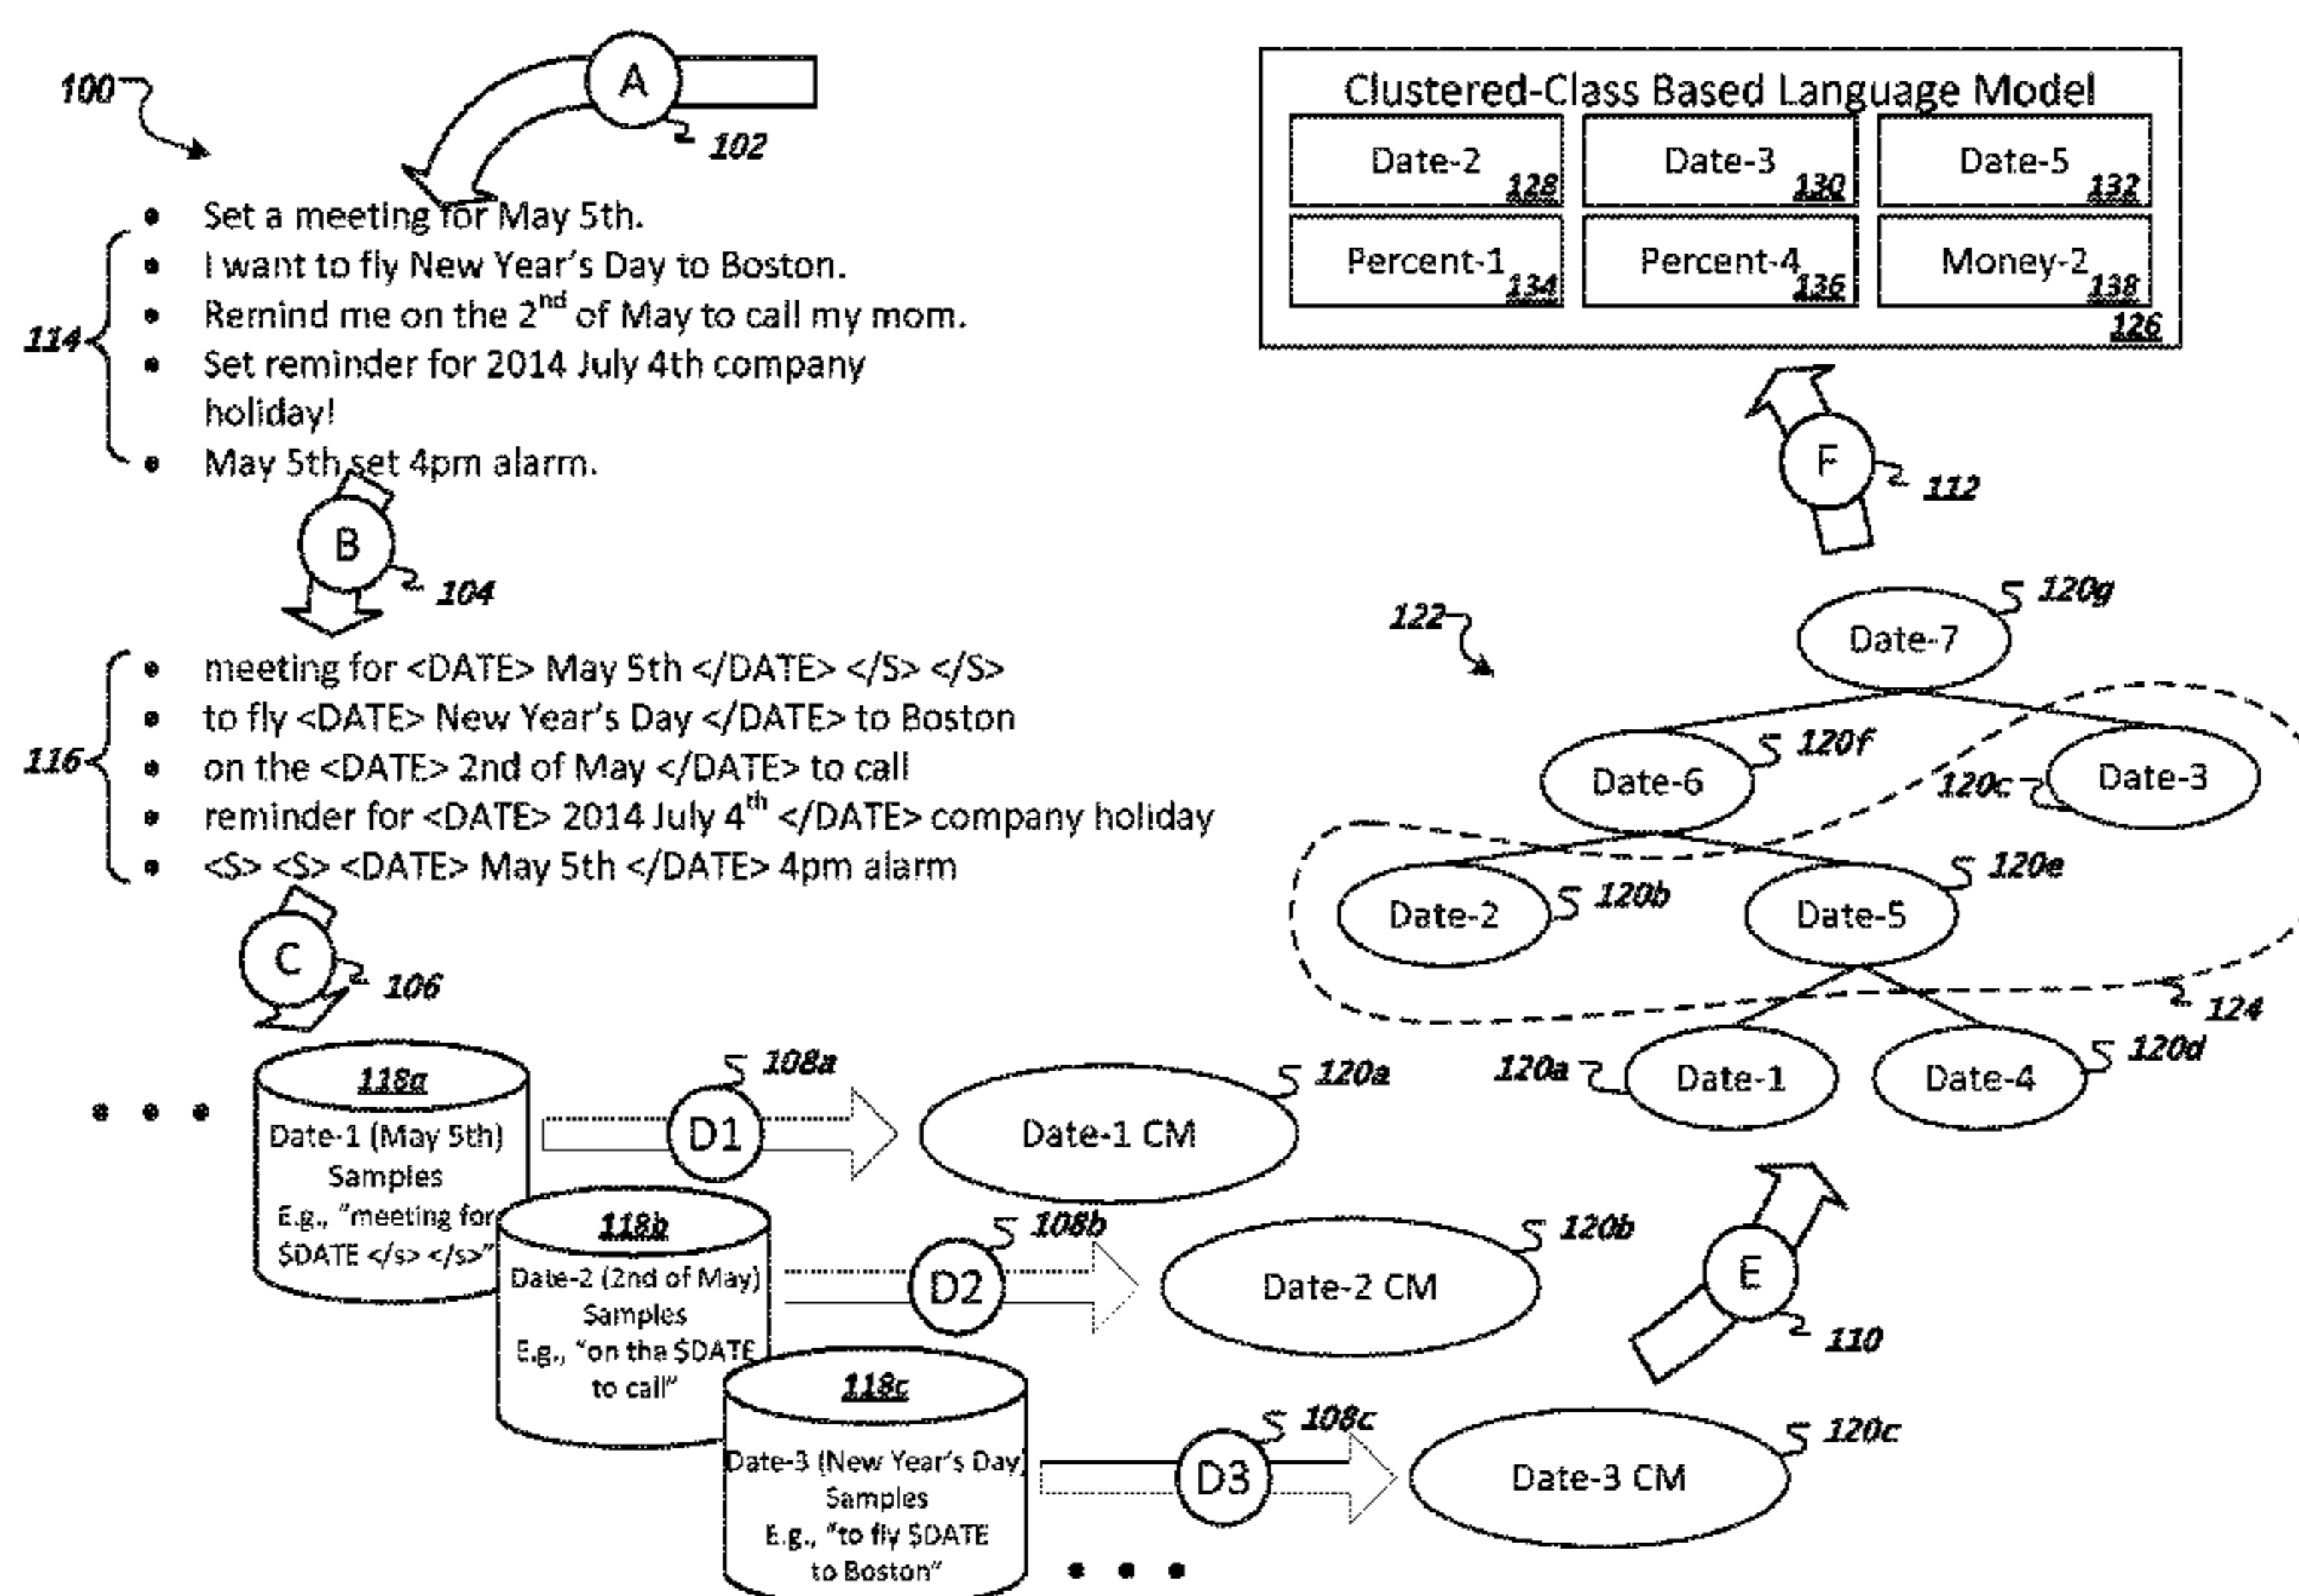 100
A
102
• Set a meeting for May 5th.
• I want to fly New Year's Day to Boston.
• Remind me on the 2nd of May to call my mom.
• Set reminder for 2014 July 4th company
holiday!
• May 5th set 4pm alarm.
114
B
104
• meeting for <DATE> May 5th </DATE> </S> </S>
• to fly <DATE> New Year's Day </DATE> to Boston
• on the <DATE> 2nd of May </DATE> to call
• reminder for <DATE> 2014 July 4th </DATE> company holiday
• <S> <S> <DATE> May 5th </DATE> 4pm alarm
116
C
106
118a
Date-1 (May 5th)
Samples
E.g., "meeting for
$DATE </s> </s>"
D1
108a
Date-1 CM
120a
118b
Date-2 (2nd of May)
Samples
E.g., "on the $DATE
to call"
D2
108b
Date-2 CM
120b
118c
Date-3 (New Year's Day)
Samples
E.g., "to fly $DATE
to Boston"
D3
108c
Date-3 CM
120c
E
110
122
Date-7
120g
Date-6
120f
Date-3
120c
Date-2
120b
Date-5
120e
124
Date-1
120a
Date-4
120d
F
112
Clustered-Class Based Language Model
Date-2 128
Date-3 130
Date-5 132
Percent-1 134
Percent-4 136
Money-2 138
126